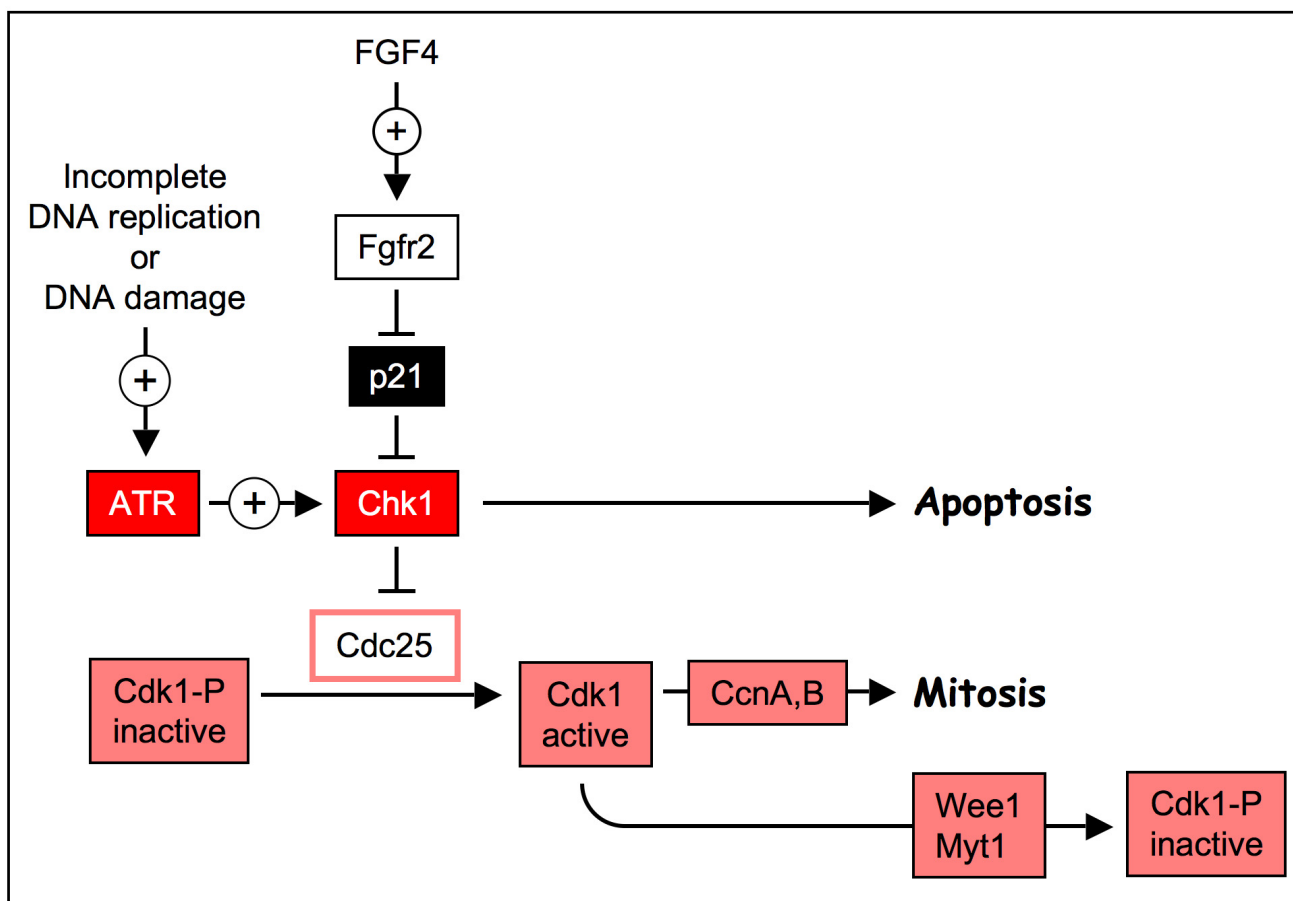 FGF4
+
Incomplete
DNA replication
or
DNA damage
Fgfr2
+
p21
ATR
+
Chk1
Apoptosis
Cdc25
Cdk1-P
inactive
Cdk1
active
CcnA,B
Mitosis
Wee1
Myt1
Cdk1-P
inactive